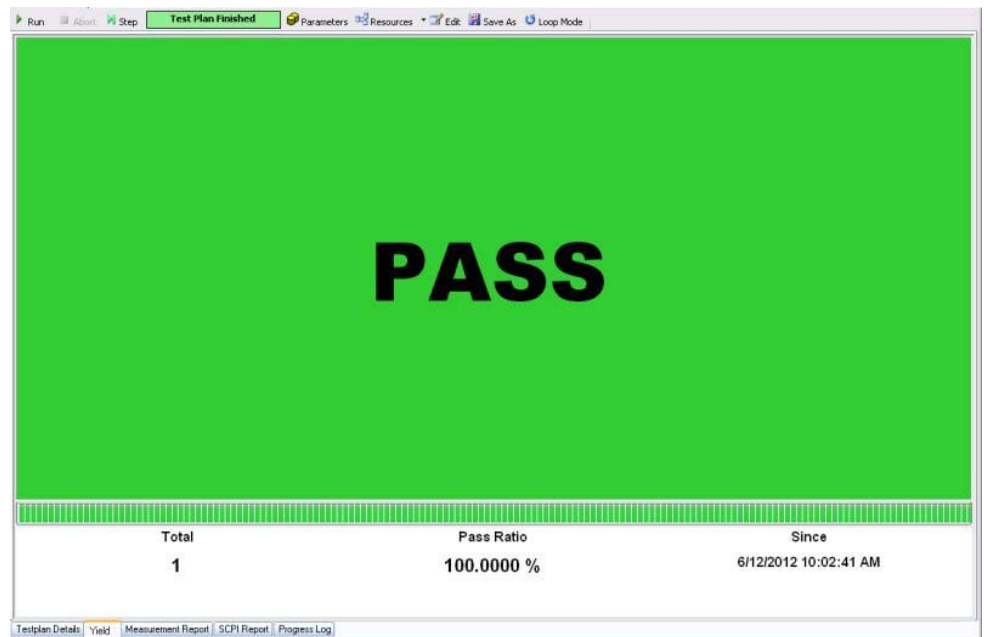 Run Abort Step Test Plan Finished Parameters Resources Edit Save As Loop Mode
PASS
Total Pass Ratio Since
1 100.0000 % 6/12/2012 10:02:41 AM
Testplan Details Yield Measurement Report SCPI Report Progress Log